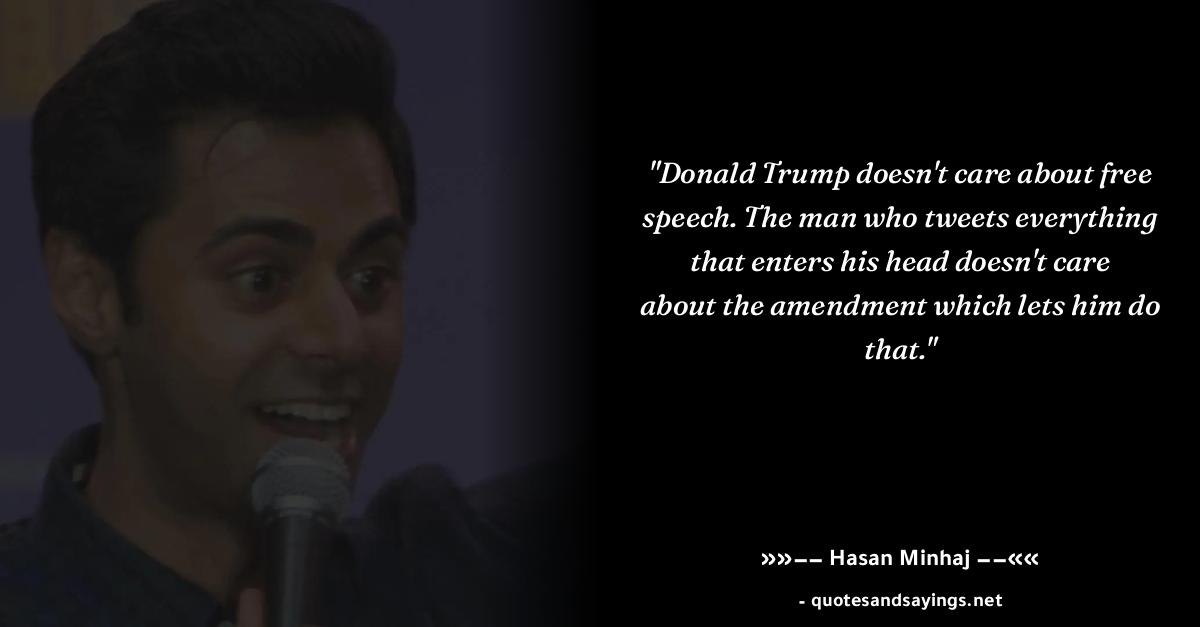 "Donald Trump doesn't care about free
speech. The man who tweets everything
that enters his head doesn't care
about the amendment which lets him do
that."
»»–– Hasan Minhaj ––««
- quotesandsayings.net